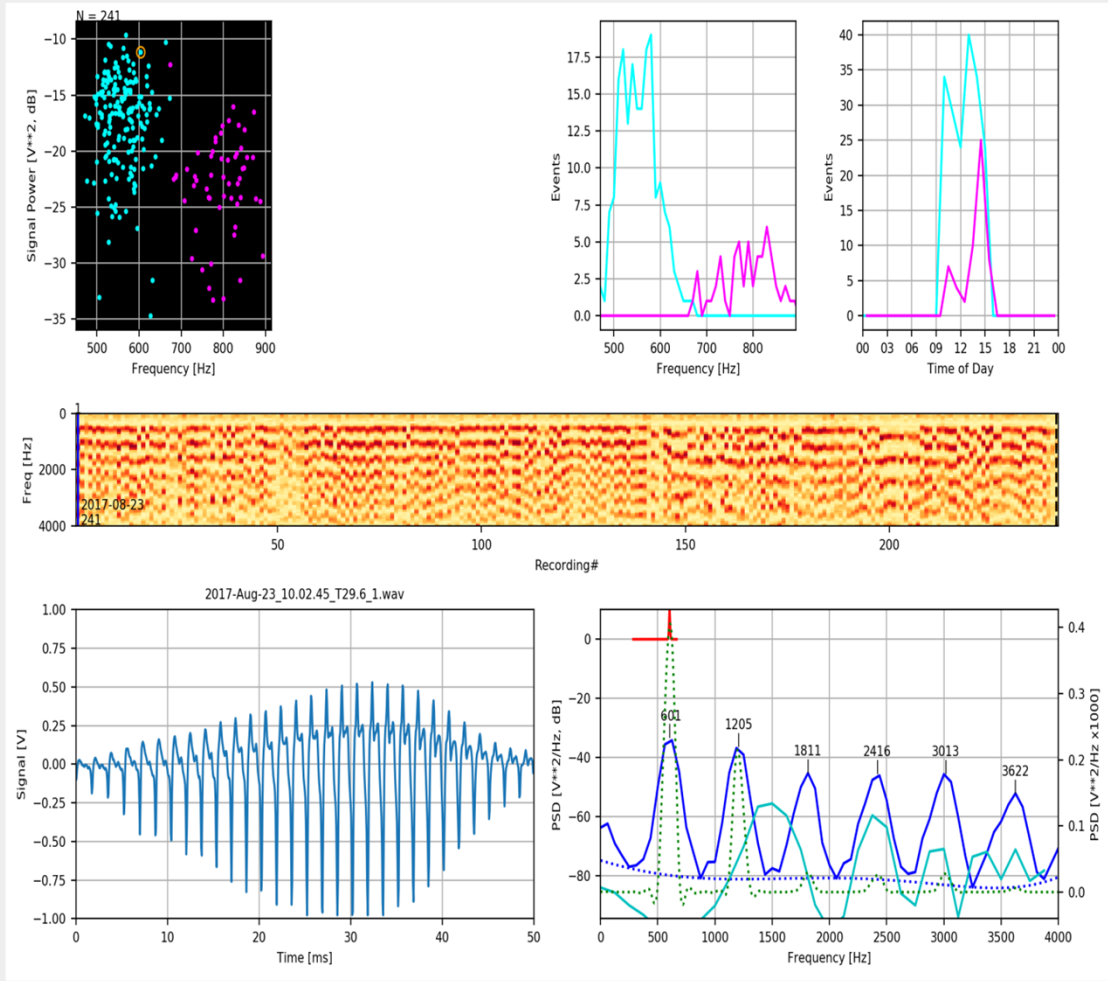 N = 241
−10
−15
−20
−25
−30
−35
Signal Power [V**2, dB]
500 600 700 800 900
Frequency [Hz]
17.5
15.0
12.5
10.0
7.5
5.0
2.5
0.0
Events
500 600 700 800
Frequency [Hz]
40
35
30
25
20
15
10
5
0
Events
00 03 06 09 12 15 18 21 00
Time of Day
0
2000
4000
Freq [Hz]
2017-08-23
241
50 100 150 200
Recording#
2017-Aug-23_10.02.45_T29.6_1.wav
1.00
0.75
0.50
0.25
0.00
−0.25
−0.50
−0.75
−1.00
Signal [V]
0 10 20 30 40 50
Time [ms]
0
−20
−40
−60
−80
PSD [V**2/Hz, dB]
601
1205
1811
2416
3013
3622
0.4
0.3
0.2
0.1
0.0
PSD [V**2/Hz x1000]
0 500 1000 1500 2000 2500 3000 3500 4000
Frequency [Hz]